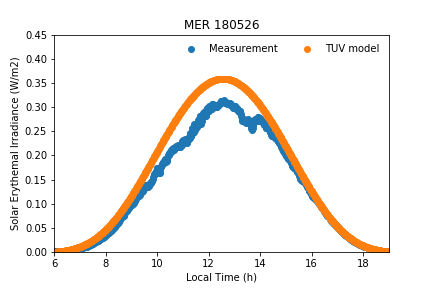 MER 180526
Measurement TUV model
Solar Erythemal Irradiance (W/m2)
0.45
0.40
0.35
0.30
0.25
0.20
0.15
0.10
0.05
0.00
6 8 10 12 14 16 18
Local Time (h)